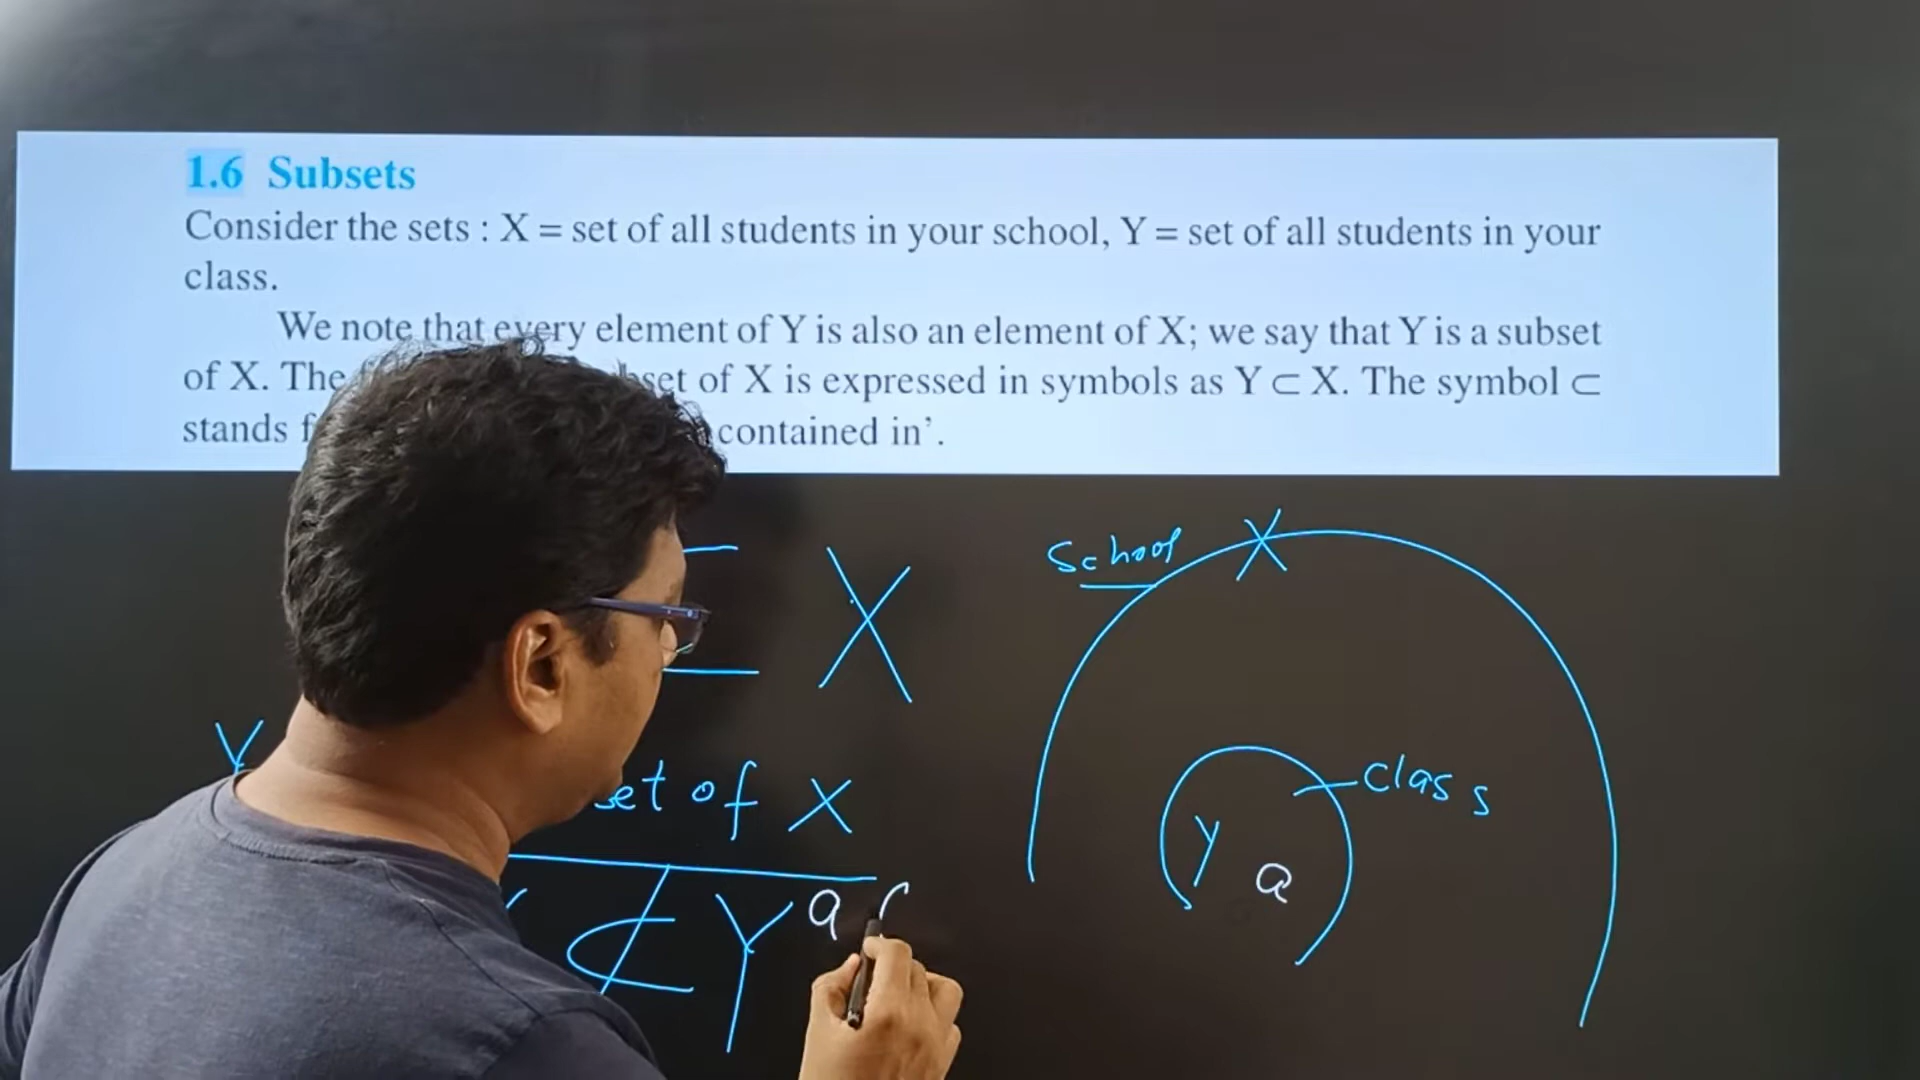 1.6 Subsets
Consider the sets : X = set of all students in your school, Y = set of all students in your
class.
We note that every element of Y is also an element of X; we say that Y is a subset
of X. The set of X is expressed in symbols as Y ⊂ X. The symbol ⊂
stands contained in’.
School X
X
Y set of X
class
Y a
⊄ Y a